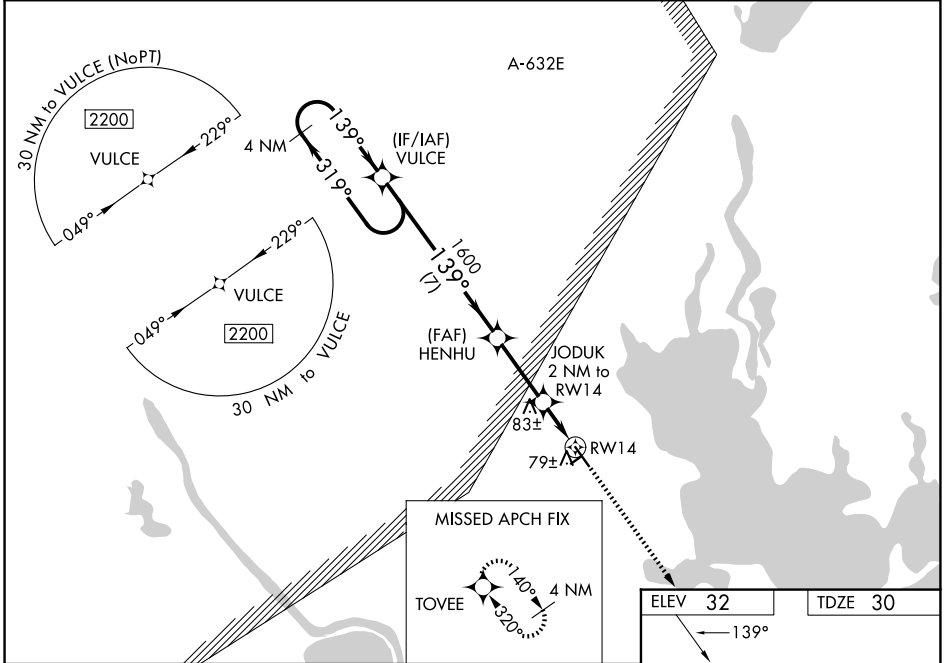 30 NM to VULCE (NoPT)
2200
VULCE
229°
049°
A-632E
4 NM
139°
319°
(IF/IAF)
VULCE
229°
049°
VULCE
2200
30 NM to VULCE
1600
139°
(7)
(FAF)
HENHU
JODUK
2 NM to
RW14
83±
79±
RW14
MISSED APCH FIX
TOVEE
140°
320°
4 NM
ELEV 32
TDZE 30
139°